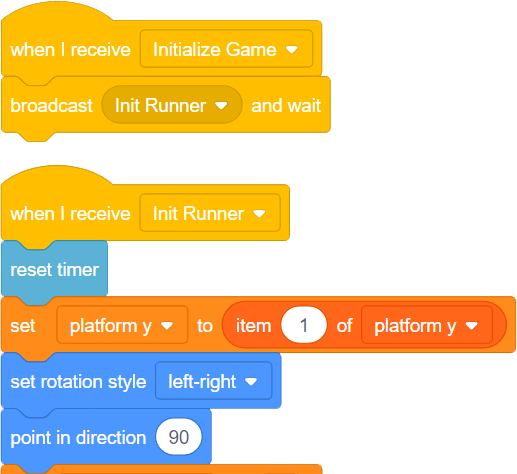 when I receive Initialize Game
broadcast Init Runner and wait
when I receive Init Runner
reset timer
set platform y to item 1 of platform y
set rotation style left-right
point in direction 90